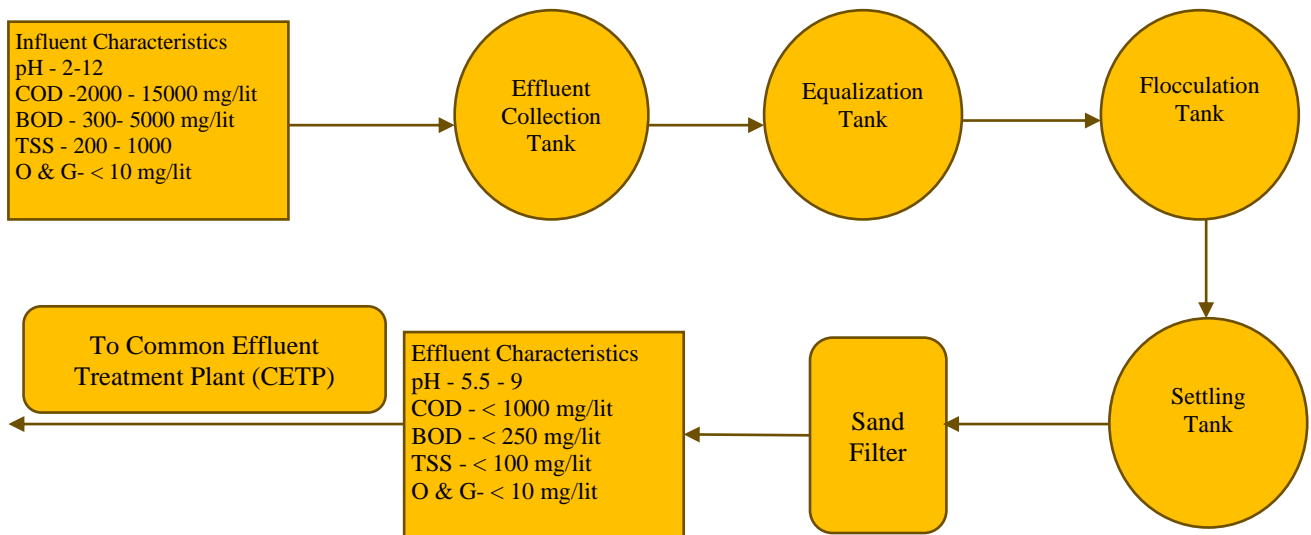 Influent Characteristics
pH - 2-12
COD -2000 - 15000 mg/lit
BOD - 300- 5000 mg/lit
TSS - 200 - 1000
O & G- < 10 mg/lit
Effluent
Collection
Tank
Equalization
Tank
Flocculation
Tank
Settling
Tank
Sand
Filter
Effluent Characteristics
pH - 5.5 - 9
COD - < 1000 mg/lit
BOD - < 250 mg/lit
TSS - < 100 mg/lit
O & G- < 10 mg/lit
To Common Effluent
Treatment Plant (CETP)